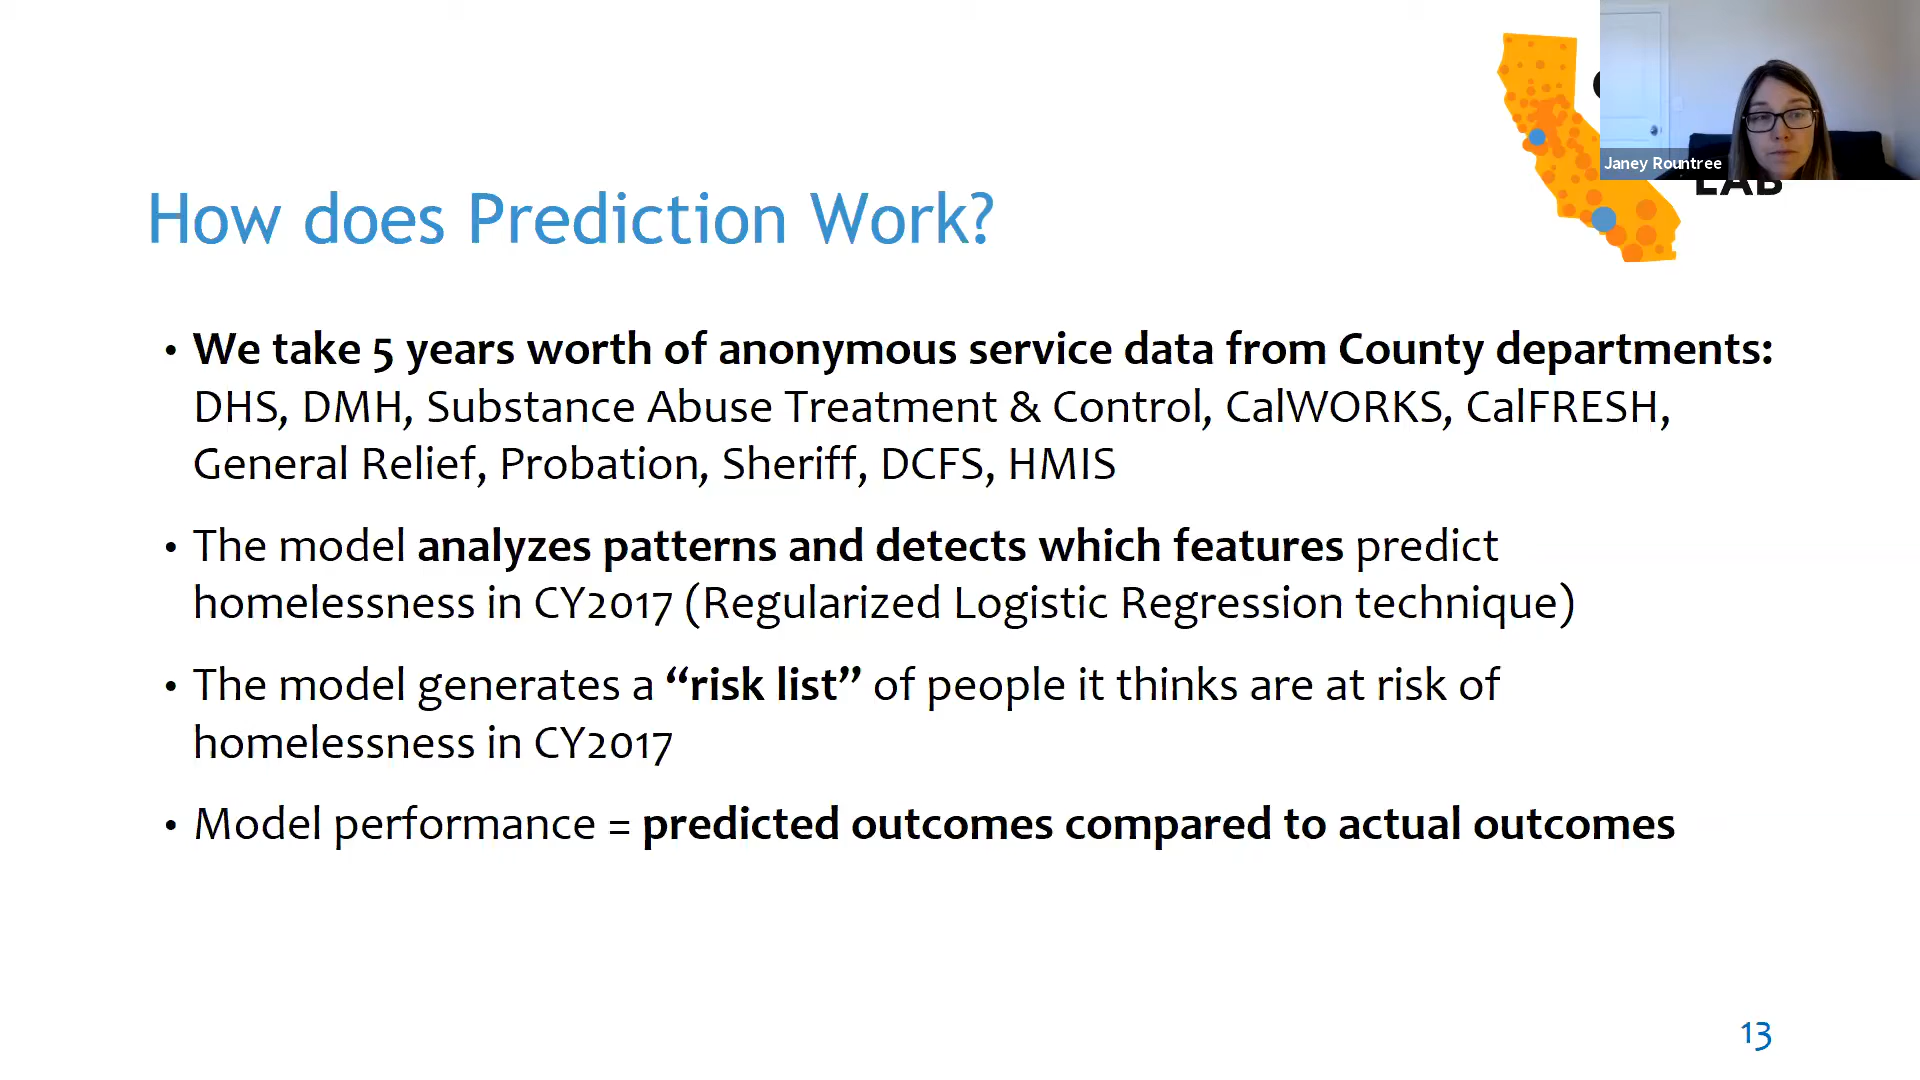 Janey Rountree
LAB
How does Prediction Work?
• We take 5 years worth of anonymous service data from County departments:
DHS, DMH, Substance Abuse Treatment & Control, CalWORKS, CalFRESH,
General Relief, Probation, Sheriff, DCFS, HMIS
• The model analyzes patterns and detects which features predict
homelessness in CY2017 (Regularized Logistic Regression technique)
• The model generates a “risk list” of people it thinks are at risk of
homelessness in CY2017
• Model performance = predicted outcomes compared to actual outcomes
13